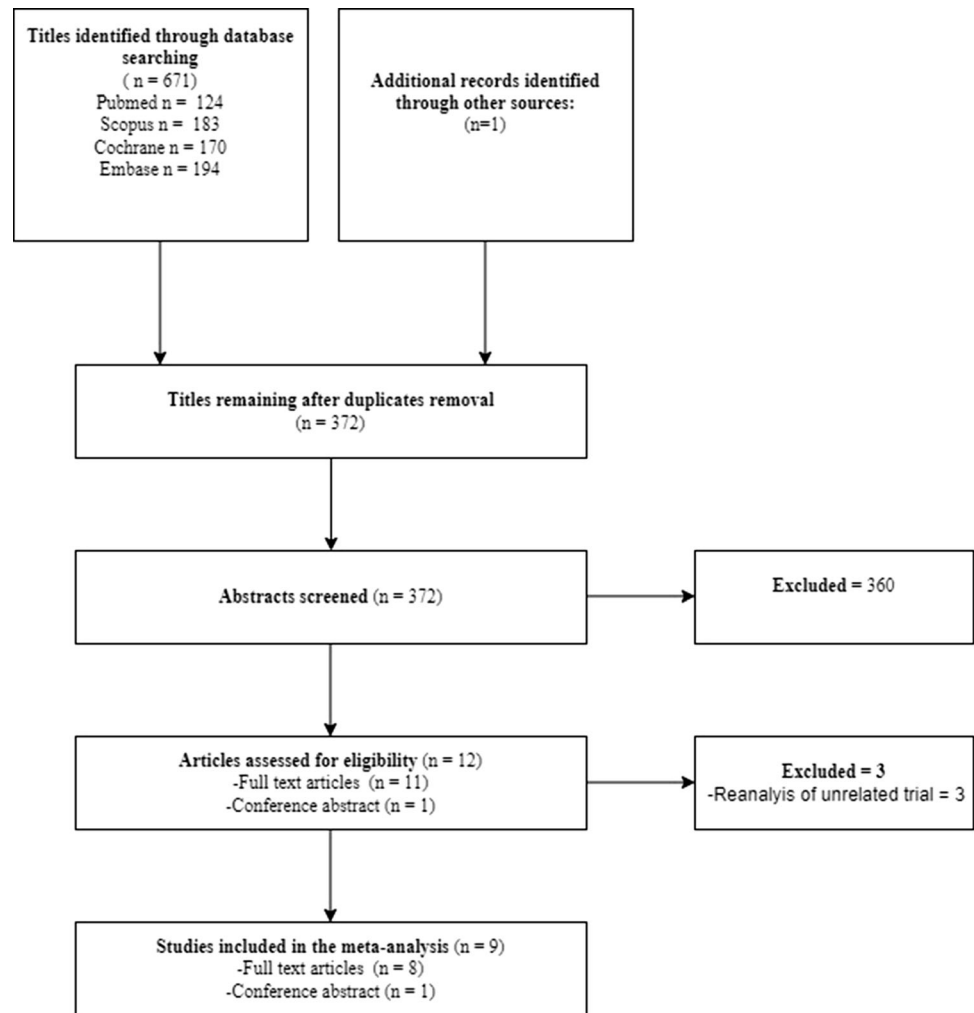 Titles identified through database
searching
( n = 671)
Pubmed n = 124
Scopus n = 183
Cochrane n = 170
Embase n = 194
Additional records identified
through other sources:
(n=1)
Titles remaining after duplicates removal
(n = 372)
Abstracts screened (n = 372)
Excluded = 360
Articles assessed for eligibility (n = 12)
-Full text articles (n = 11)
-Conference abstract (n = 1)
Excluded = 3
-Reanalyis of unrelated trial = 3
Studies included in the meta-analysis (n = 9)
-Full text articles (n = 8)
-Conference abstract (n = 1)